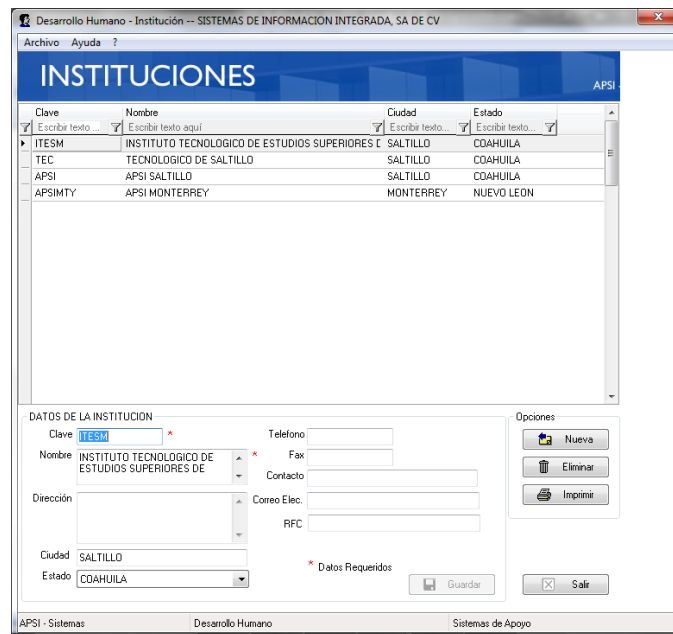 Desarrollo Humano - Institución -- SISTEMAS DE INFORMACION INTEGRADA, SA DE CV
Archivo Ayuda ?
INSTITUCIONES
APSI
Clave Nombre Ciudad Estado
Escribir texto ... Escribir texto aquí Escribir texto... Escribir texto...
ITESM INSTITUTO TECNOLOGICO DE ESTUDIOS SUPERIORES D SALTILLO COAHUILA
TEC TECNOLOGICO DE SALTILLO SALTILLO COAHUILA
APSI APSI SALTILLO SALTILLO COAHUILA
APSIMTY APSI MONTERREY MONTERREY NUEVO LEON
DATOS DE LA INSTITUCION Opciones
Clave ITESM * Telefono Nueva
Nombre INSTITUTO TECNOLOGICO DE * Fax
ESTUDIOS SUPERIORES DE Contacto Eliminar
Dirección Correo Elec. Imprimir
RFC
Ciudad SALTILLO
* Datos Requeridos
Estado COAHUILA Guardar Salir
APSI - Sistemas Desarrollo Humano Sistemas de Apoyo